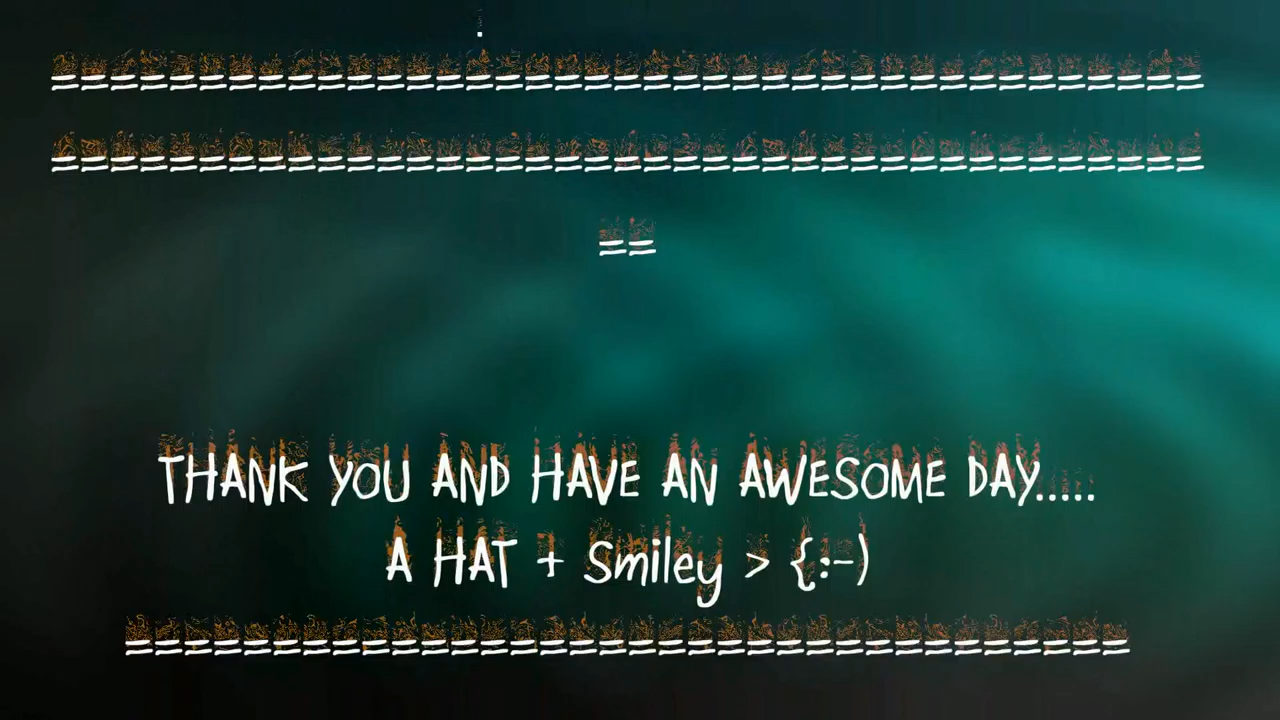 .
=======================================
=======================================
==
THANK YOU AND HAVE AN AWESOME DAY.....
A HAT + Smiley > {:-)
==================================